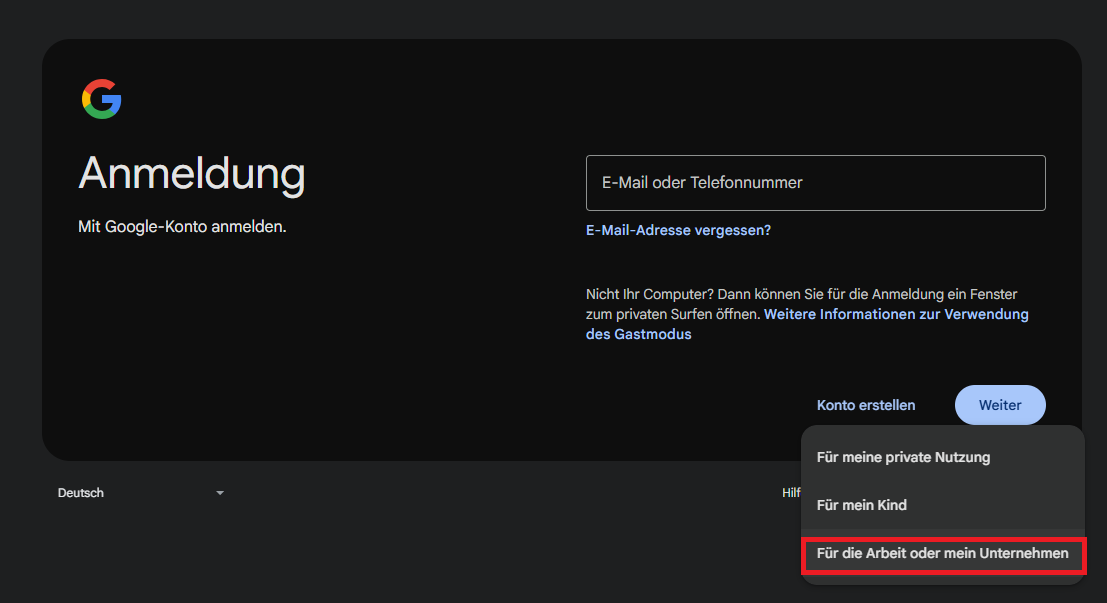 Anmeldung
Mit Google-Konto anmelden.
E-Mail oder Telefonnummer
E-Mail-Adresse vergessen?
Nicht Ihr Computer? Dann können Sie für die Anmeldung ein Fenster
zum privaten Surfen öffnen. Weitere Informationen zur Verwendung
des Gastmodus
Konto erstellen
Weiter
Für meine private Nutzung
Für mein Kind
Für die Arbeit oder mein Unternehmen
Deutsch
Hilf